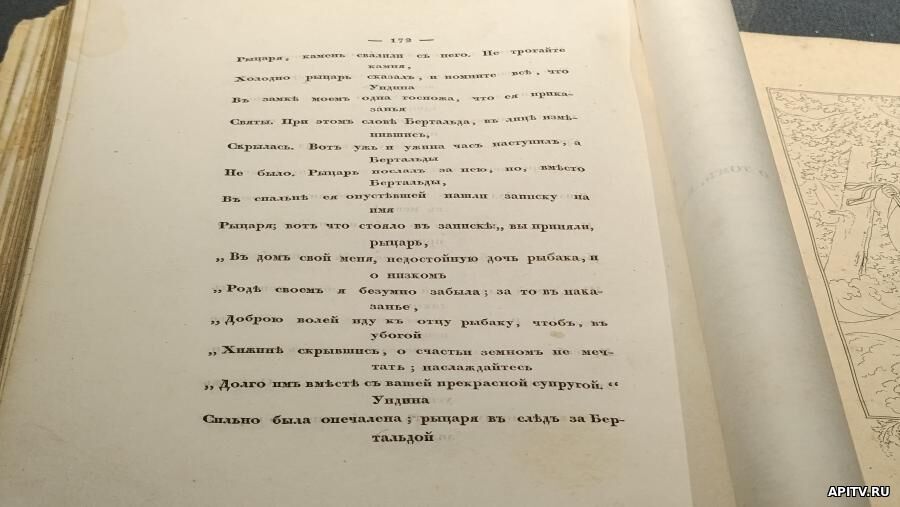 — 172 —
Рыцаря, камень свалили съ него. Не трогайте
камня,
Холодно рыцарь сказалъ, и помните всѣ, что
Ундина
Въ замкѣ моемъ одна госпожа, что ея прика-
занья
Святы. При этомъ словѣ Бертальда, въ лицѣ измѣ-
нившись,
Скрылась. Вотъ ужь и ужина часъ наступилъ, а
Бертальды
Не было. Рыцарь послалъ за нею, но, вмѣсто
Бертальды,
Въ спальнѣ ея опустѣвшей нашли записку на
имя
Рыцаря; вотъ что стояло въ запискѣ: „ вы приняли,
рыцарь,
„ Въ домъ свой меня, недостойную дочь рыбака, и
о низкомъ
„ Родѣ своемъ я безумно забыла; за то въ нака-
занье,
„ Доброю волей иду къ отцу рыбаку, чтобъ, въ
убогой
„ Хижинѣ скрывшись, о счастьи земномъ не меч-
тать; наслаждайтесь
„ Долго имъ вмѣстѣ съ вашей прекрасной супругой. “
Ундина
Сильно была опечалена; рыцаря въ слѣдъ за Бер-
тальдой
APITV.RU